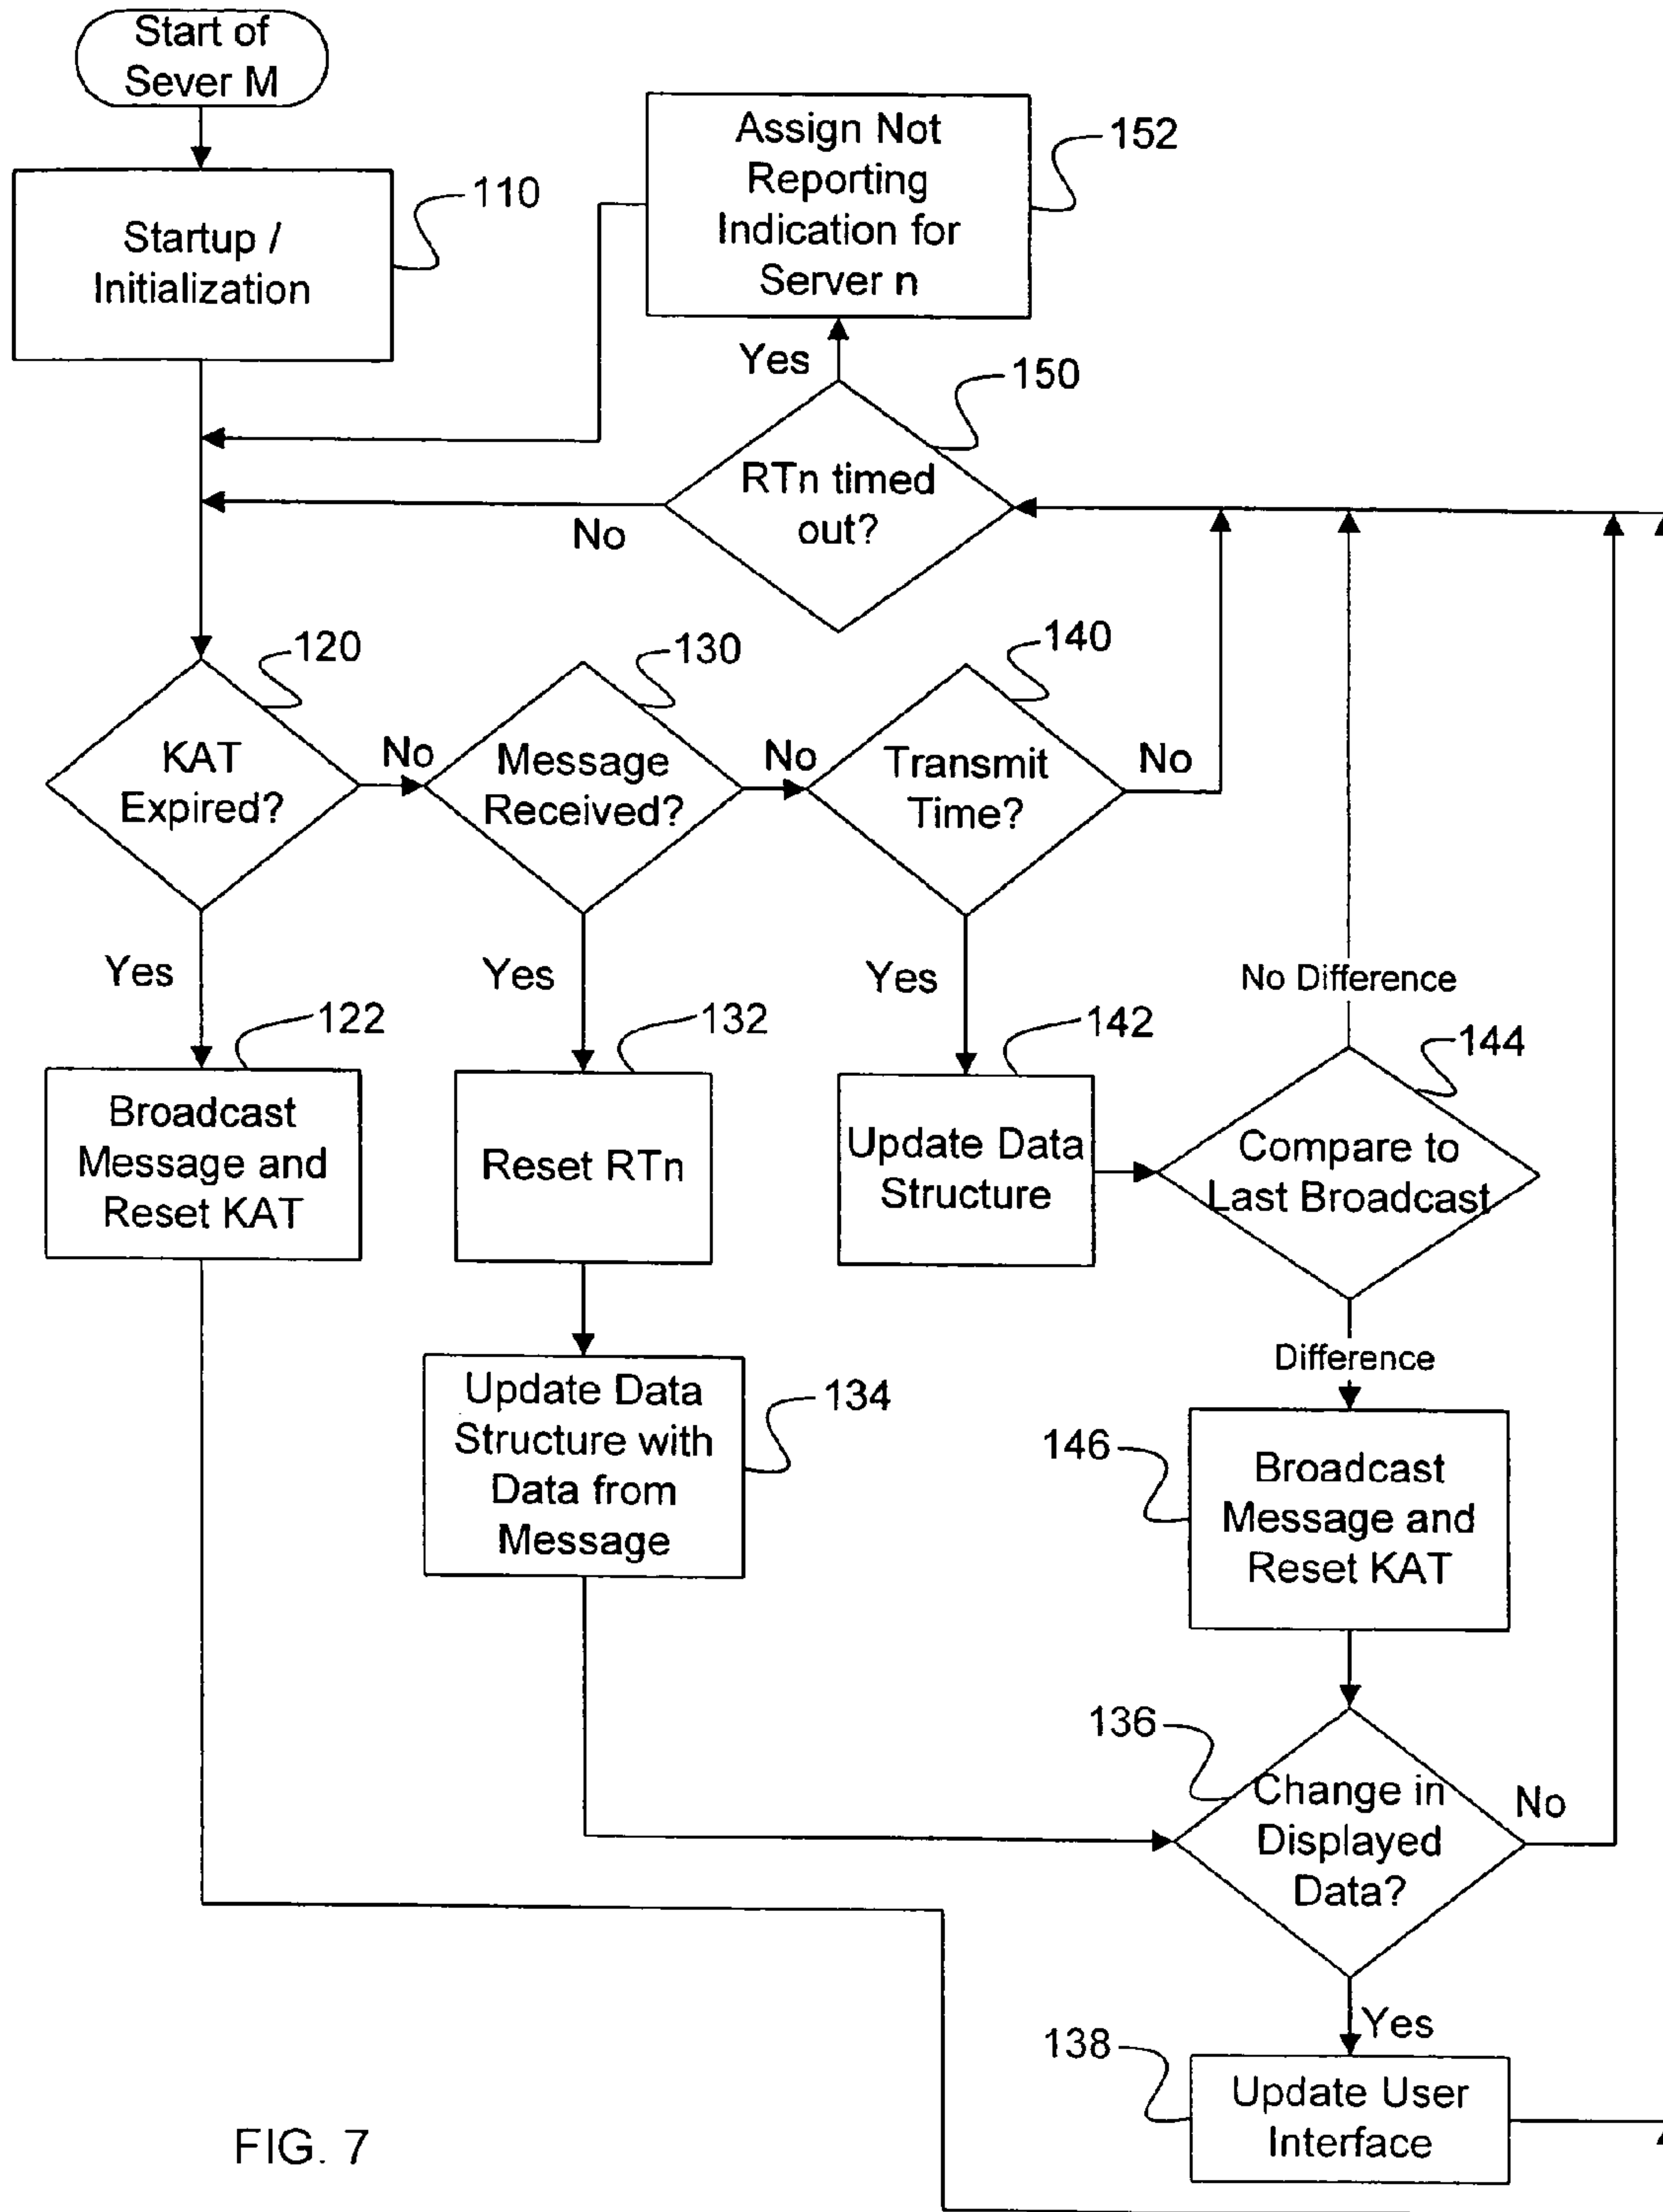 Start of
Sever M
Startup /
Initialization
110
Assign Not
Reporting
Indication for
Server n
152
Yes
150
RTn timed
out?
No
120
KAT
Expired?
No
130
Message
Received?
No
140
Transmit
Time?
No
Yes
Yes
Yes
No Difference
122
Broadcast
Message and
Reset KAT
132
Reset RTn
142
Update Data
Structure
144
Compare to
Last Broadcast
Difference
134
Update Data
Structure with
Data from
Message
146
Broadcast
Message and
Reset KAT
136
Change in
Displayed
Data?
No
Yes
138
Update User
Interface
FIG. 7